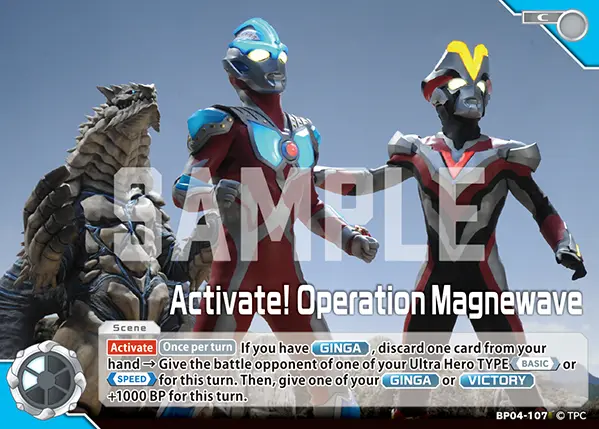 C
SAMPLE
Activate! Operation Magnewave
Scene
Activate Once per turn If you have GINGA , discard one card from your
hand → Give the battle opponent of one of your Ultra Hero TYPE BASIC or
SPEED for this turn. Then, give one of your GINGA or VICTORY
+1000 BP for this turn.
BP04-107 C © TPC